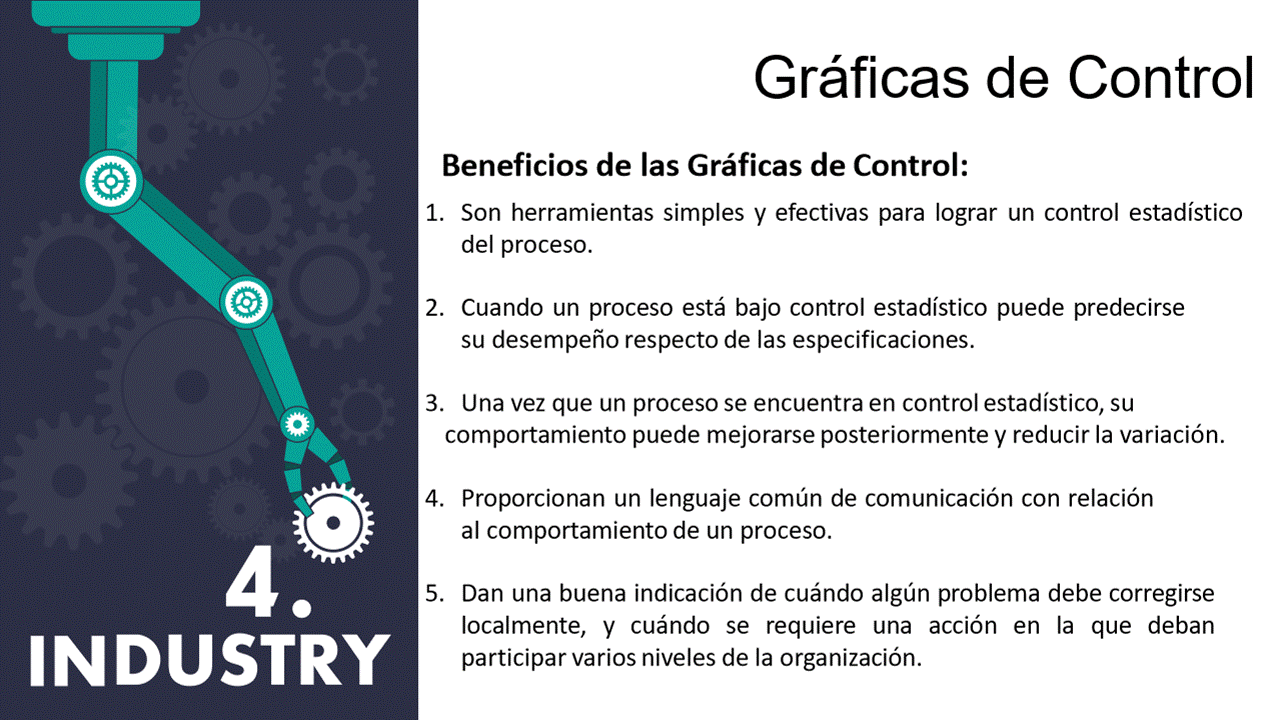 Gráficas de Control
Beneficios de las Gráficas de Control:
1. Son herramientas simples y efectivas para lograr un control estadístico
del proceso.
2. Cuando un proceso está bajo control estadístico puede predecirse
su desempeño respecto de las especificaciones.
3. Una vez que un proceso se encuentra en control estadístico, su
comportamiento puede mejorarse posteriormente y reducir la variación.
4. Proporcionan un lenguaje común de comunicación con relación
al comportamiento de un proceso.
5. Dan una buena indicación de cuándo algún problema debe corregirse
localmente, y cuándo se requiere una acción en la que deban
participar varios niveles de la organización.
4.
INDUSTRY